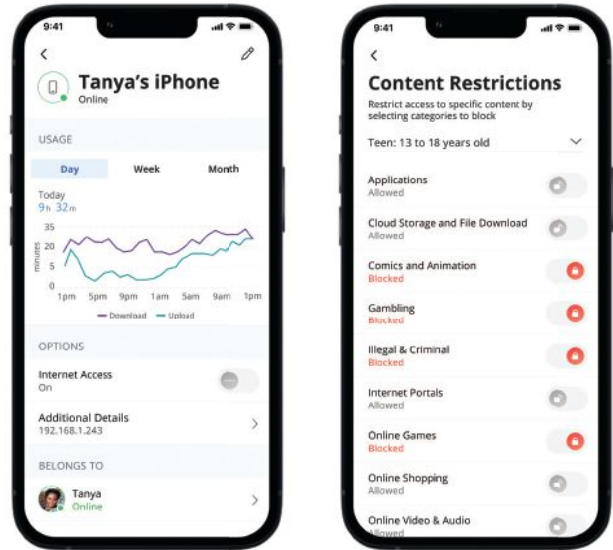 9:41
Tanya's iPhone
Online
USAGE
Day Week Month
Today
9h 32m
35
20
5
0
minutes
1pm 5pm 9pm 1am 5am 9am 1pm
Download Upload
OPTIONS
Internet Access
On
Additional Details
192.168.1.243
BELONGS TO
Tanya
Online
9:41
Content Restrictions
Restrict access to specific content by
selecting categories to block
Teen: 13 to 18 years old
Applications
Allowed
Cloud Storage and File Download
Allowed
Comics and Animation
Blocked
Gambling
Blocked
Illegal & Criminal
Blocked
Internet Portals
Allowed
Online Games
Blocked
Online Shopping
Allowed
Online Video & Audio
Allowed